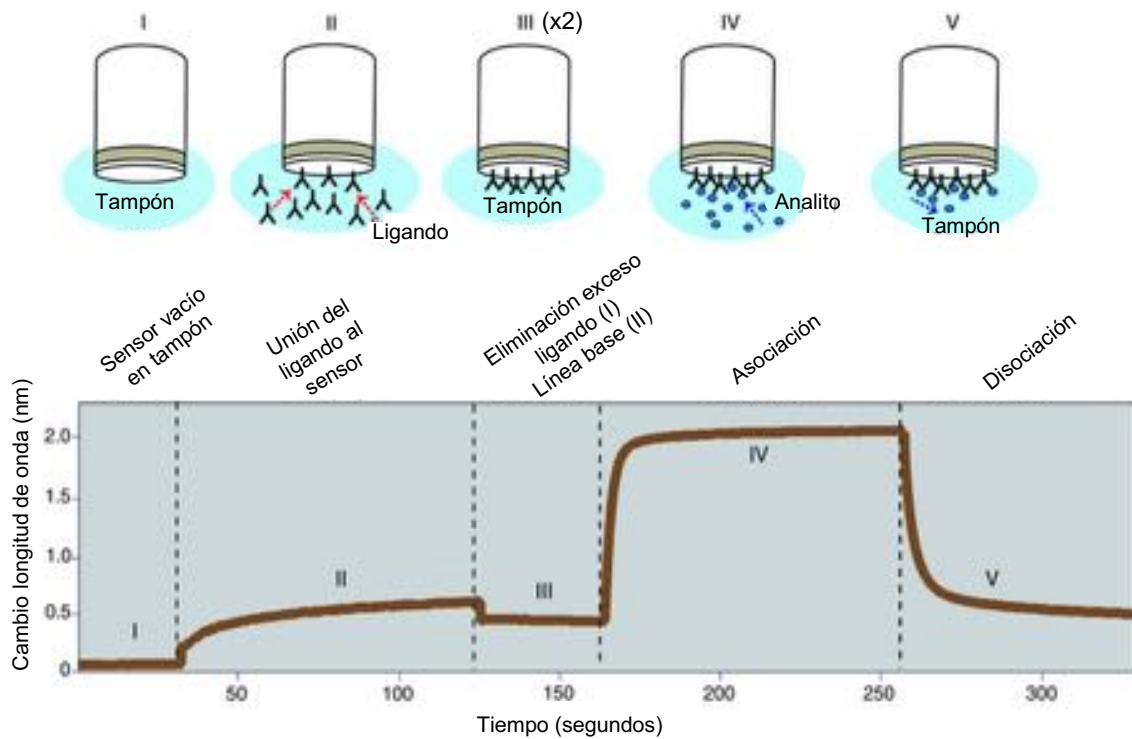 I
II
III (x2)
IV
V
Tampón
Ligando
Tampón
Analito
Tampón
Sensor vacío
en tampón
Unión del
ligando al
sensor
Eliminación exceso
ligando (I)
Línea base (II)
Asociación
Disociación
Cambio longitud de onda (nm)
2.0
1.5
1.0
0.5
0
I
II
III
IV
V
50
100
150
200
250
300
Tiempo (segundos)